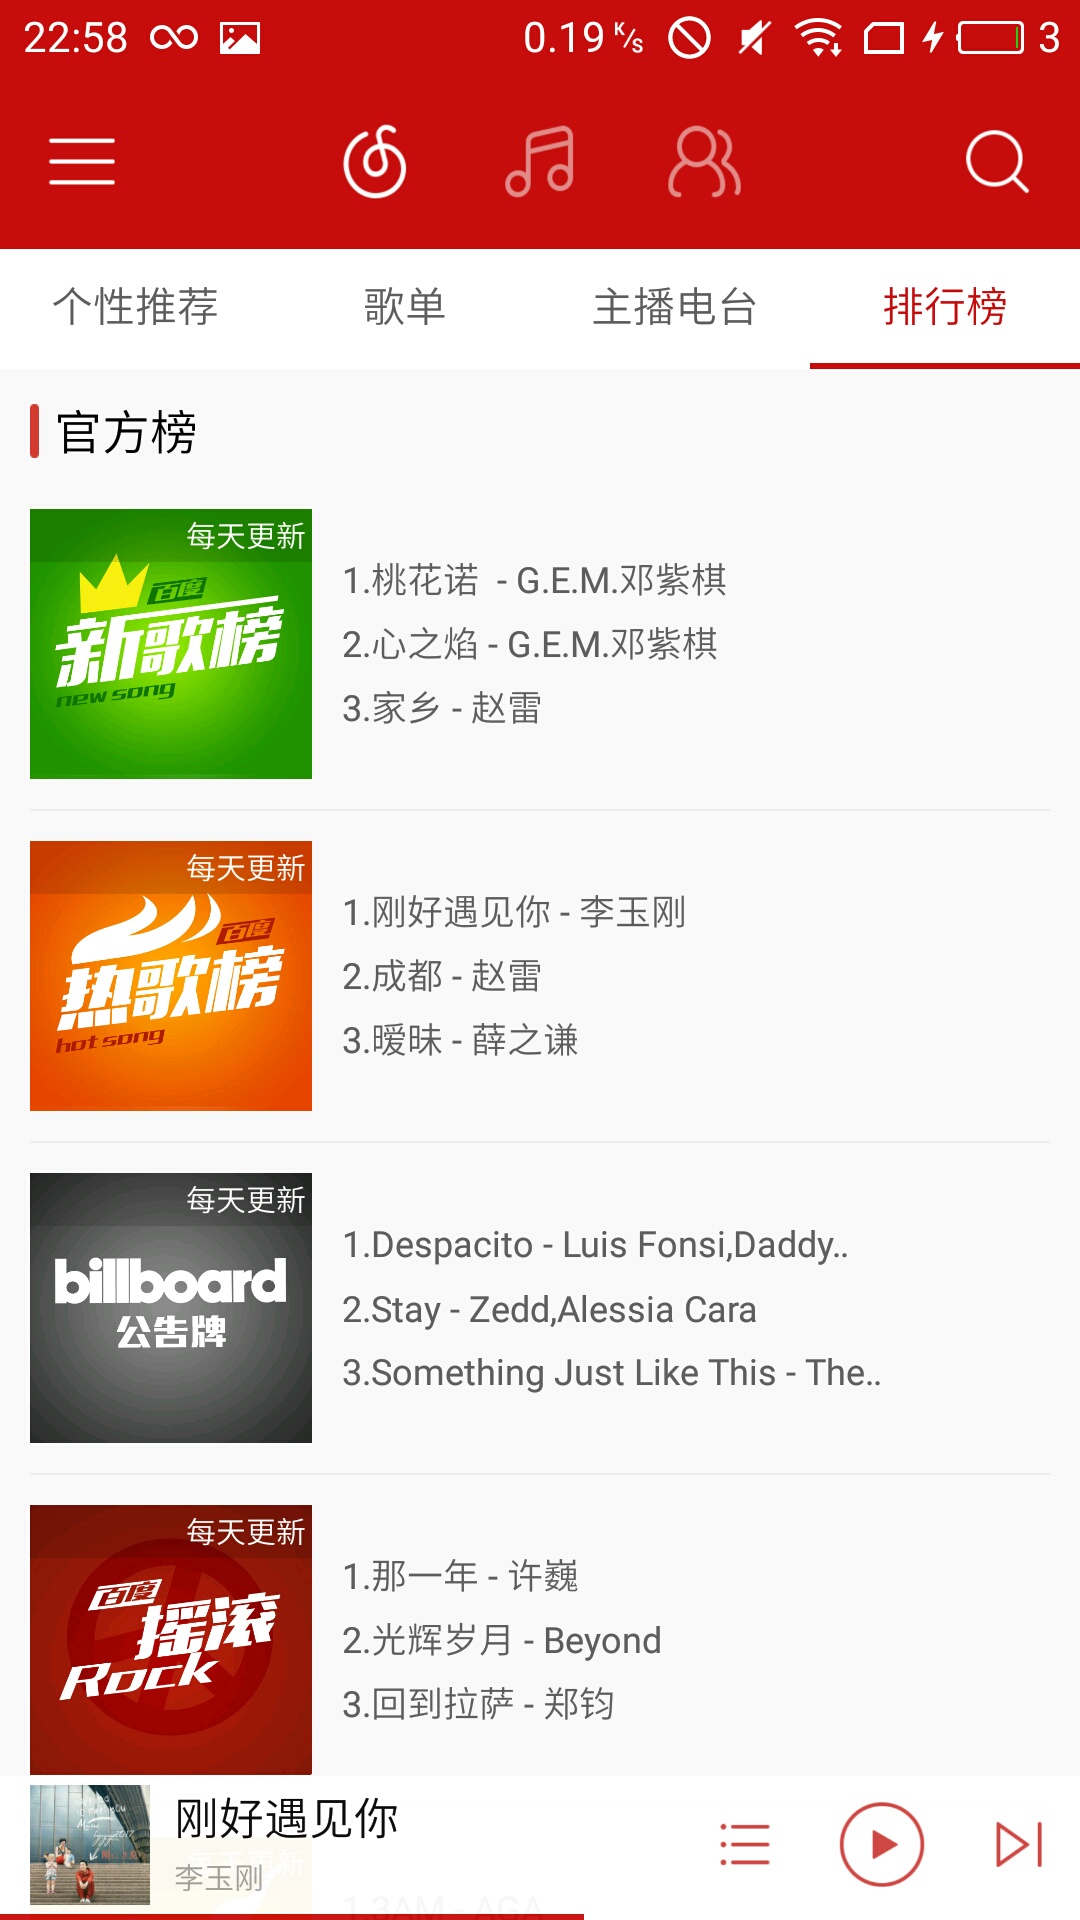 22:58 0.19 K/s 3
个性推荐 歌单 主播电台 排行榜
官方榜
每天更新
百度
新歌榜
new song
1.桃花诺 - G.E.M.邓紫棋
2.心之焰 - G.E.M.邓紫棋
3.家乡 - 赵雷
每天更新
百度
热歌榜
hot song
1.刚好遇见你 - 李玉刚
2.成都 - 赵雷
3.暧昧 - 薛之谦
每天更新
billboard
公告牌
1.Despacito - Luis Fonsi,Daddy..
2.Stay - Zedd,Alessia Cara
3.Something Just Like This - The..
每天更新
百度
摇滚
Rock
1.那一年 - 许巍
2.光辉岁月 - Beyond
3.回到拉萨 - 郑钧
刚好遇见你
每天更新
李玉刚
1.3AM - AGA